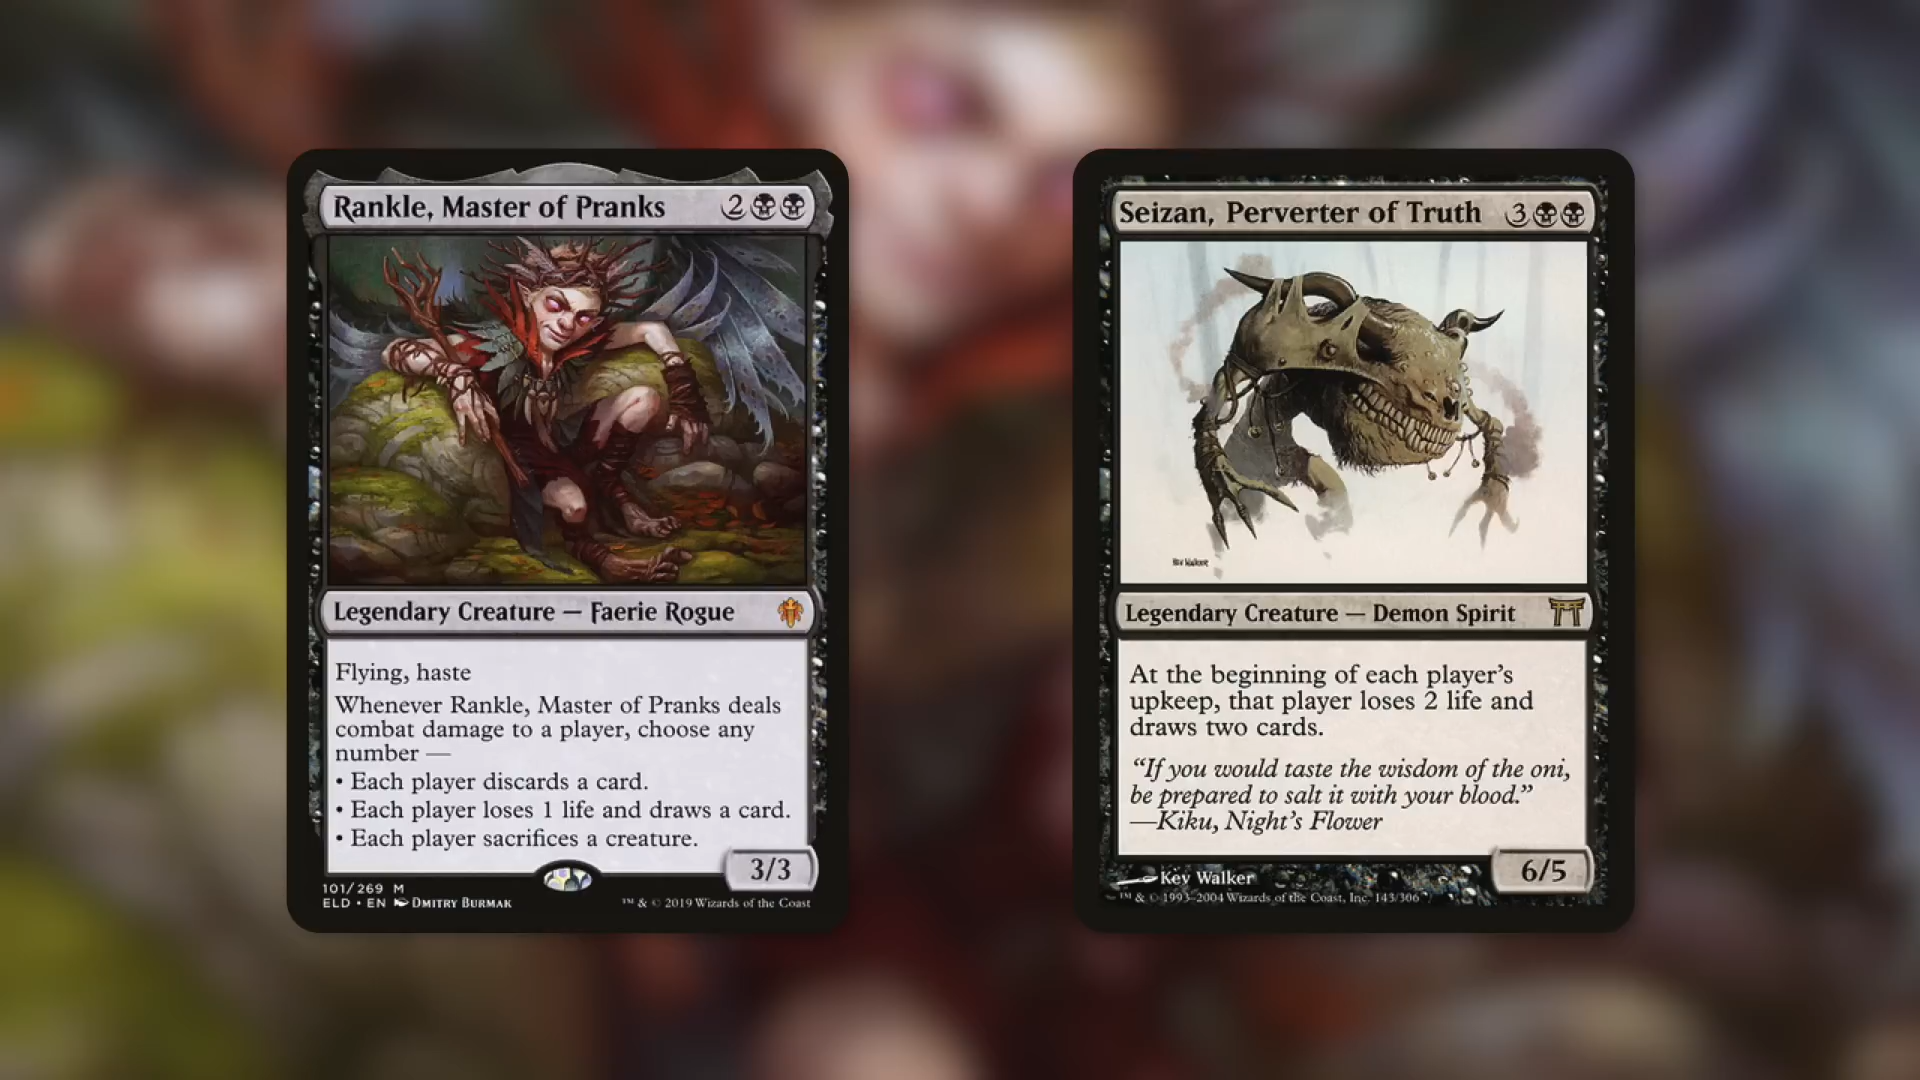 Rankle, Master of Pranks 2
Legendary Creature — Faerie Rogue
Flying, haste
Whenever Rankle, Master of Pranks deals
combat damage to a player, choose any
number —
• Each player discards a card.
• Each player loses 1 life and draws a card.
• Each player sacrifices a creature.
3/3
101/269 M
ELD • EN Dmitry Burmak
™ & © 2019 Wizards of the Coast
Seizan, Perverter of Truth 3
Kev Walker
Legendary Creature — Demon Spirit
At the beginning of each player's
upkeep, that player loses 2 life and
draws two cards.
“If you would taste the wisdom of the oni,
be prepared to salt it with your blood.”
—Kiku, Night's Flower
6/5
Kev Walker
™ & © 1993–2004 Wizards of the Coast, Inc. 143/306